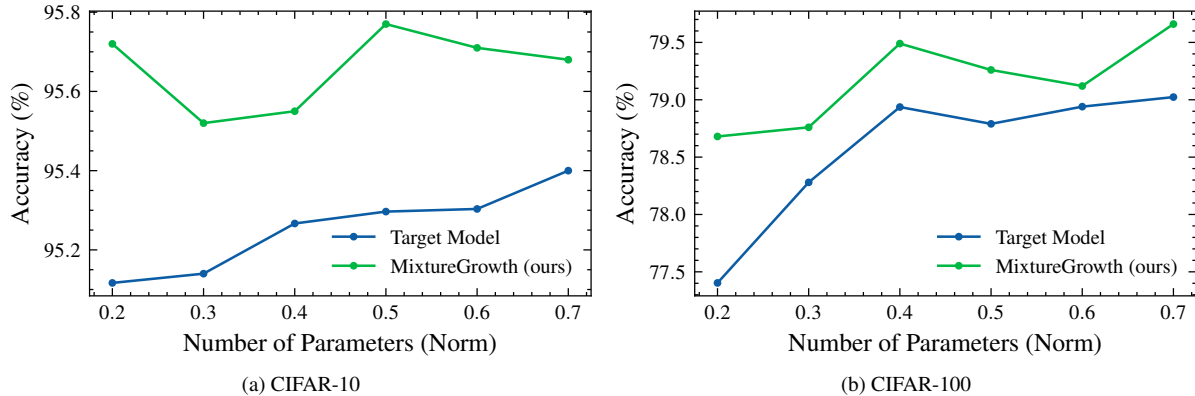 95.8
95.6
95.4
95.2
Accuracy (%)
Target Model
MixtureGrowth (ours)
0.2 0.3 0.4 0.5 0.6 0.7
Number of Parameters (Norm)
(a) CIFAR-10
79.5
79.0
78.5
78.0
77.5
Accuracy (%)
Target Model
MixtureGrowth (ours)
0.2 0.3 0.4 0.5 0.6 0.7
Number of Parameters (Norm)
(b) CIFAR-100